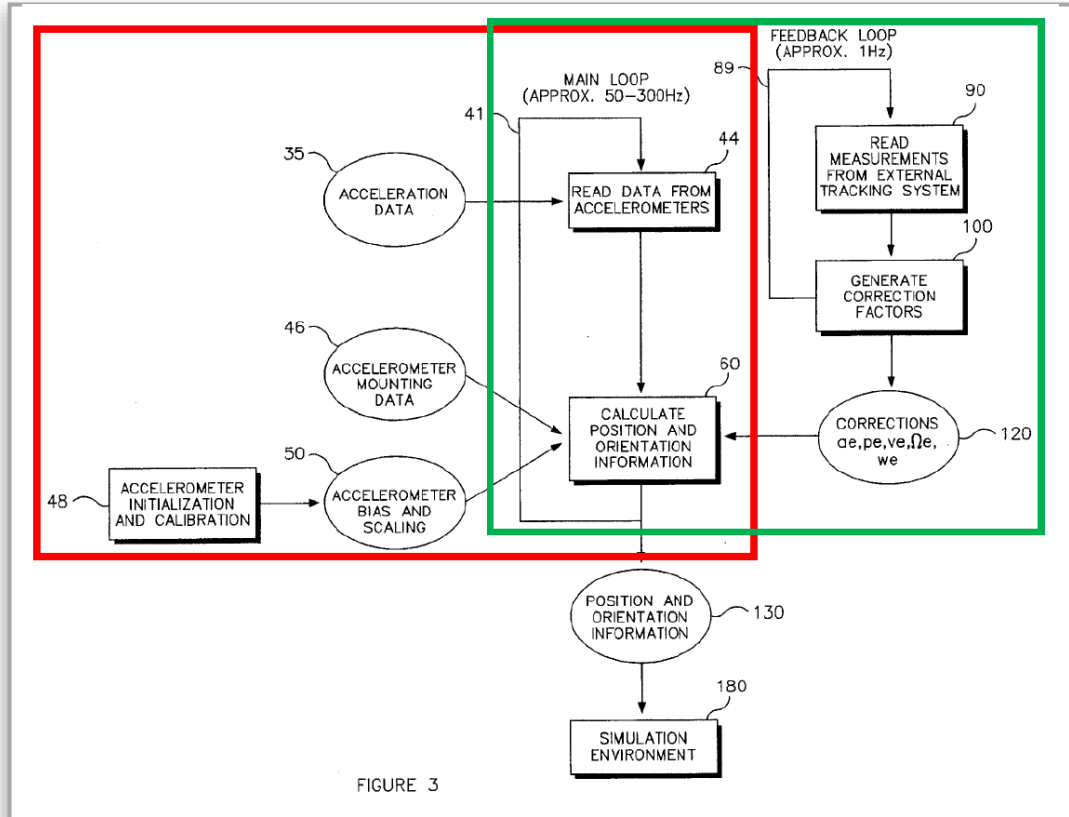 FEEDBACK LOOP
(APPROX. 1Hz)
89
90
MAIN LOOP
(APPROX. 50-300Hz)
41
35
44
READ
MEASUREMENTS
FROM EXTERNAL
TRACKING SYSTEM
ACCELERATION
DATA
READ DATA FROM
ACCELEROMETERS
100
GENERATE
CORRECTION
FACTORS
46
ACCELEROMETER
MOUNTING
DATA
60
CALCULATE
POSITION AND
ORIENTATION
INFORMATION
CORRECTIONS
ae,pe,ve,Ωe,
we
120
50
48
ACCELEROMETER
INITIALIZATION
AND CALIBRATION
ACCELEROMETER
BIAS AND
SCALING
POSITION AND
ORIENTATION
INFORMATION
130
180
SIMULATION
ENVIRONMENT
FIGURE 3